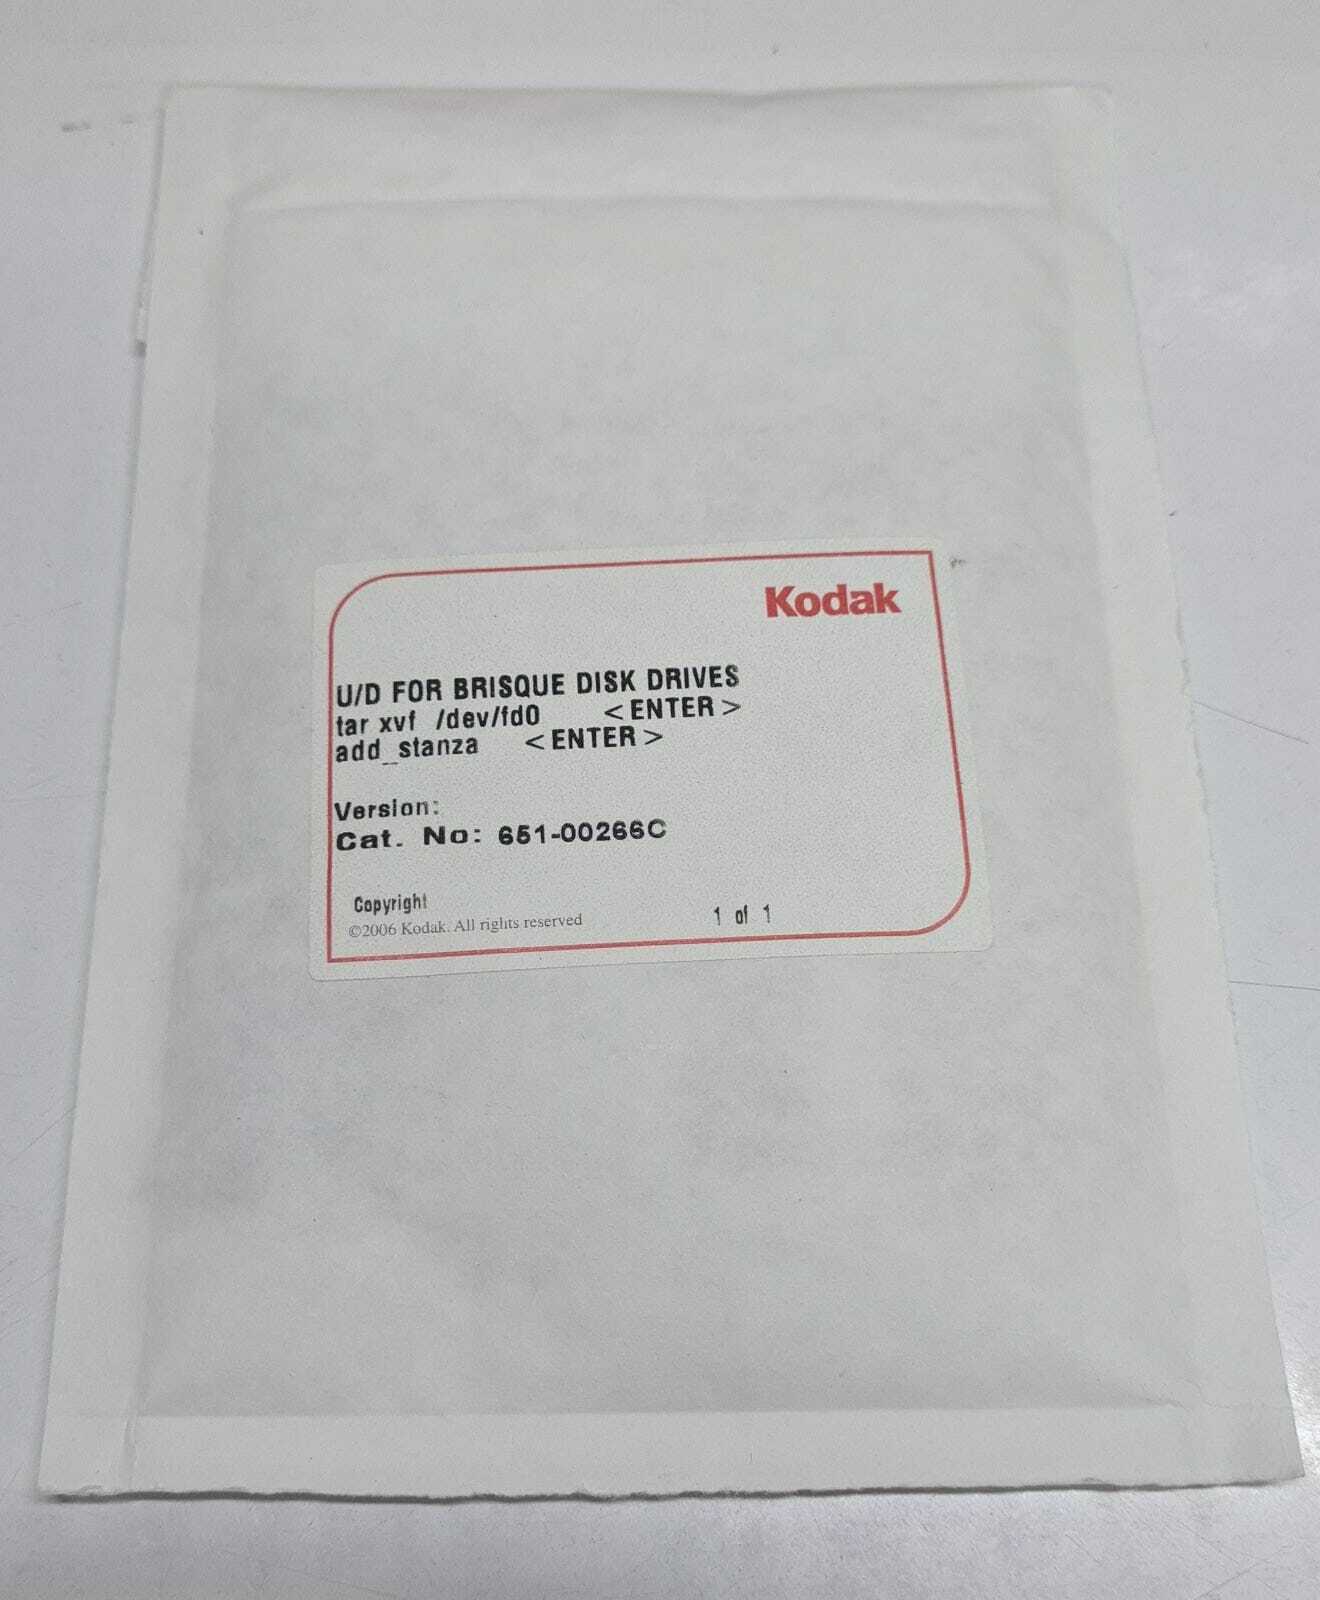 Kodak
U/D FOR BRISQUE DISK DRIVES
tar xvf /dev/fd0 <ENTER>
add_stanza <ENTER>
Version:
Cat. No: 651-00266C
Copyright
©2006 Kodak. All rights reserved
1 of 1